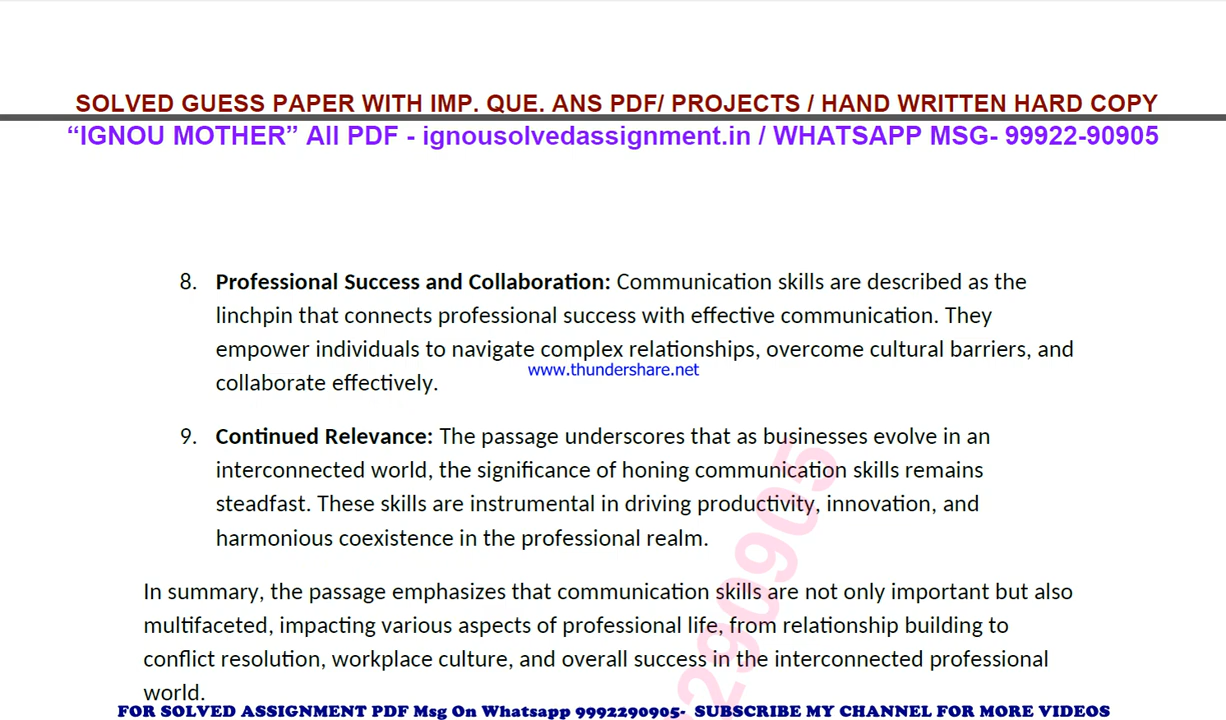 SOLVED GUESS PAPER WITH IMP. QUE. ANS PDF/ PROJECTS / HAND WRITTEN HARD COPY
“IGNOU MOTHER” All PDF - ignousolvedassignment.in / WHATSAPP MSG- 99922-90905
8. Professional Success and Collaboration: Communication skills are described as the
linchpin that connects professional success with effective communication. They
empower individuals to navigate complex relationships, overcome cultural barriers, and
www.thundershare.net
collaborate effectively.
9. Continued Relevance: The passage underscores that as businesses evolve in an
interconnected world, the significance of honing communication skills remains
steadfast. These skills are instrumental in driving productivity, innovation, and
harmonious coexistence in the professional realm.
In summary, the passage emphasizes that communication skills are not only important but also
multifaceted, impacting various aspects of professional life, from relationship building to
conflict resolution, workplace culture, and overall success in the interconnected professional
world.
2290905
FOR SOLVED ASSIGNMENT PDF Msg On Whatsapp 9992290905- SUBSCRIBE MY CHANNEL FOR MORE VIDEOS